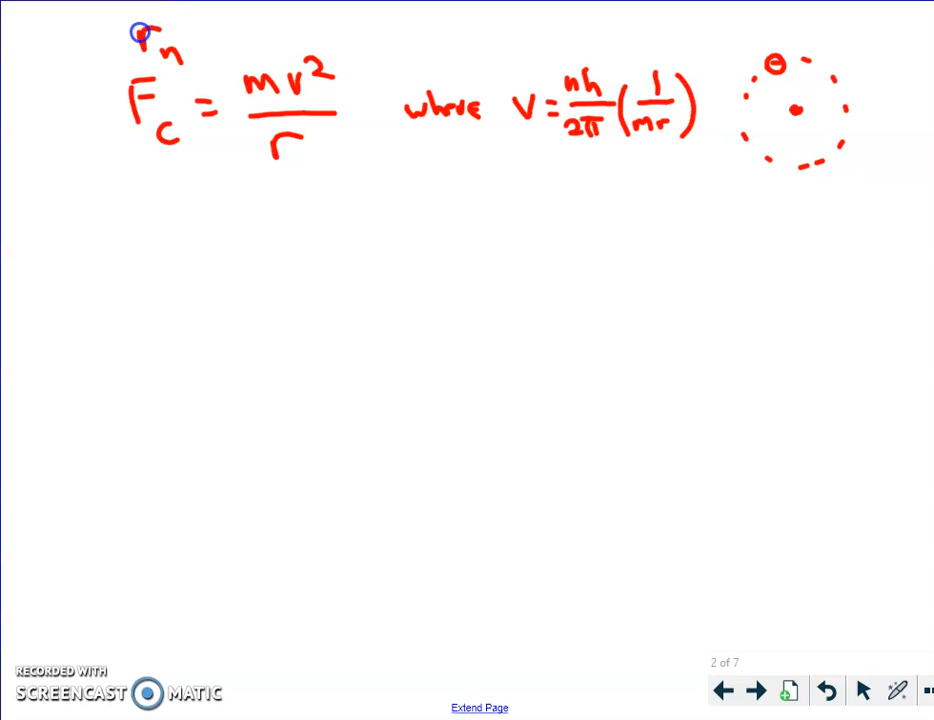 rn
Fc = mv²/r where v = nh/2π (1/mr)
2 of 7
RECORDED WITH
SCREENCAST MATIC
Extend Page